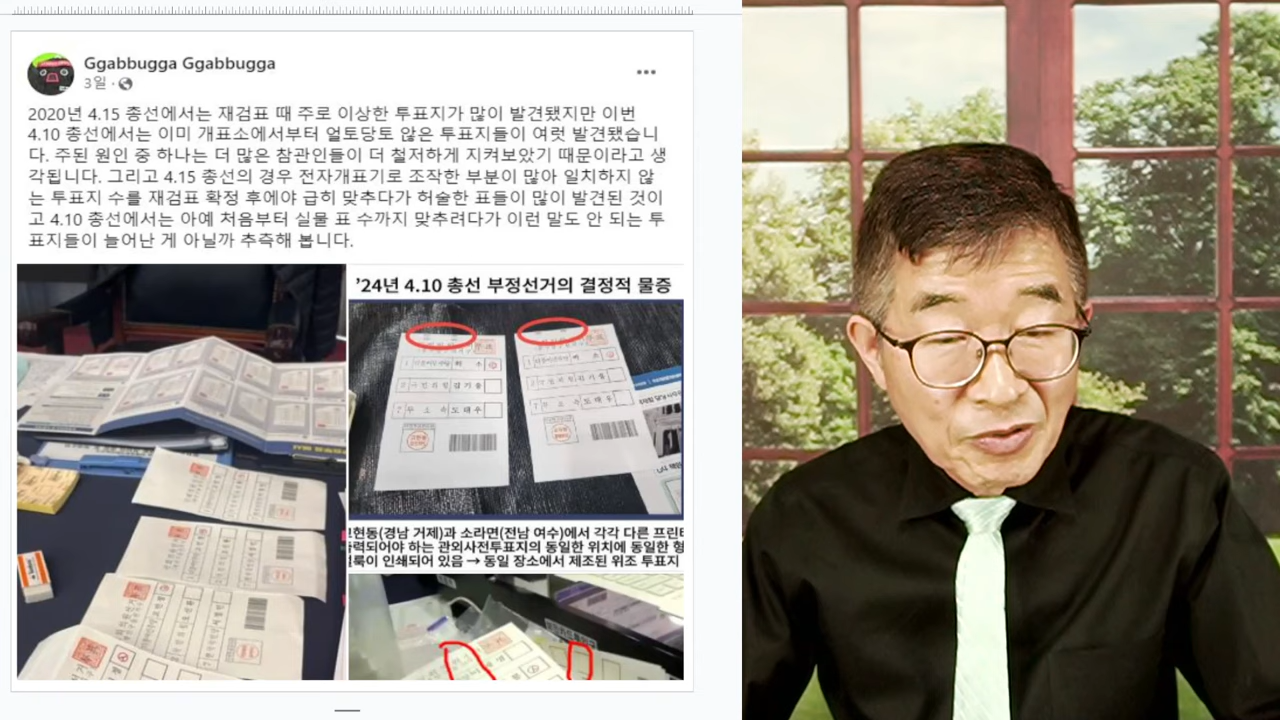 Ggabbugga Ggabbugga
3일 ·
2020년 4.15 총선에서는 재검표 때 주로 이상한 투표지가 많이 발견됐지만 이번
4.10 총선에서는 이미 개표소에서부터 얼토당토 않은 투표지들이 여럿 발견됐습니
다. 주된 원인 중 하나는 더 많은 참관인들이 더 철저하게 지켜보았기 때문이라고 생
각됩니다. 그리고 4.15 총선의 경우 전자개표기로 조작한 부분이 많아 일치하지 않
는 투표지 수를 재검표 확정 후에야 급히 맞추다가 허술한 표들이 많이 발견된 것이
고 4.10 총선에서는 아예 처음부터 실물 표 수까지 맞추려다가 이런 말도 안 되는 투
표지들이 늘어난 게 아닐까 추측해 봅니다.
’24년 4.10 총선 부정선거의 결정적 물증
김기흥
7 무소속 도태우
현동(경남 거제)과 소라면(전남 여수)에서 각각 다른 프린터
력되어야 하는 관외사전투표지의 동일한 위치에 동일한 형
룩이 인쇄되어 있음 → 동일 장소에서 제조된 위조 투표지